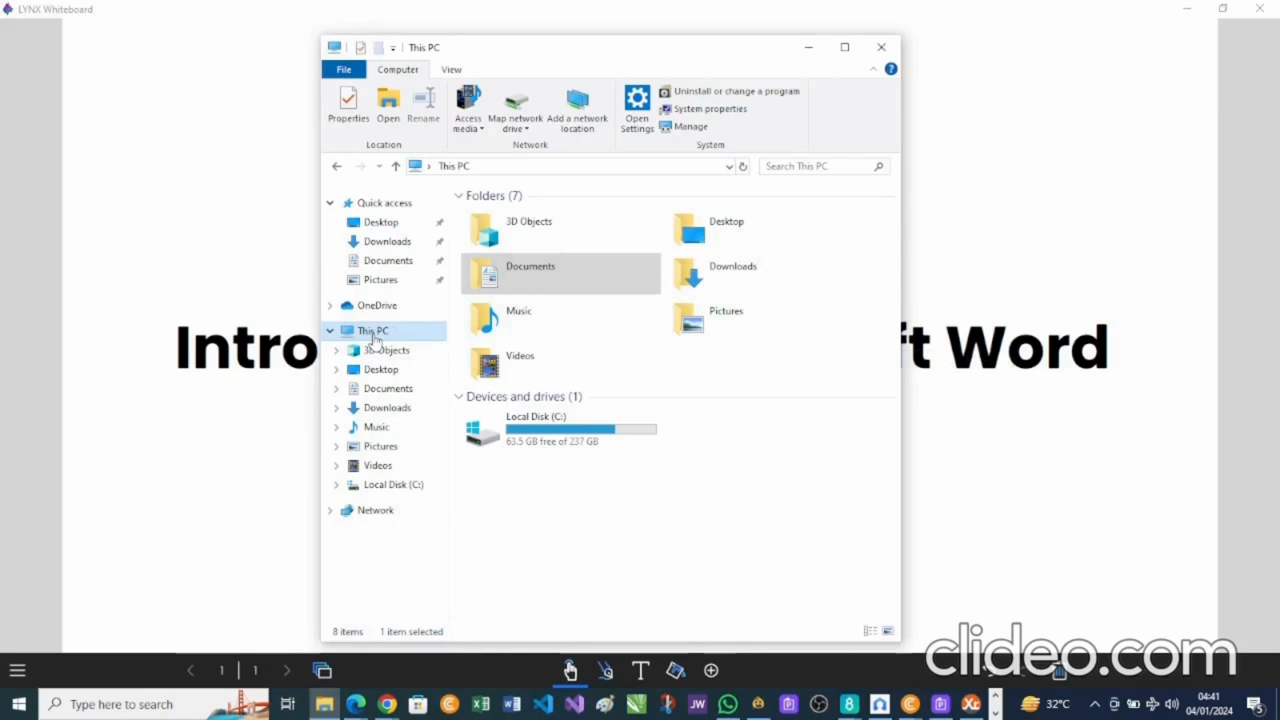 LYNX Whiteboard
This PC
File
Computer
View
Properties
Open
Rename
Access media
Map network drive
Add a network location
Open Settings
Uninstall or change a program
System properties
Manage
Location
Network
System
This PC
Search This PC
Quick access
Desktop
Downloads
Documents
Pictures
OneDrive
This PC
3D Objects
Desktop
Documents
Downloads
Music
Pictures
Videos
Local Disk (C:)
Network
Folders (7)
3D Objects
Desktop
Documents
Downloads
Music
Pictures
Videos
Devices and drives (1)
Local Disk (C:)
63.5 GB free of 237 GB
Intro
ft Word
8 items
1 item selected
clideo.com
1 | 1
T
Type here to search
JW
8
32°C
04:41
04/01/2024
5